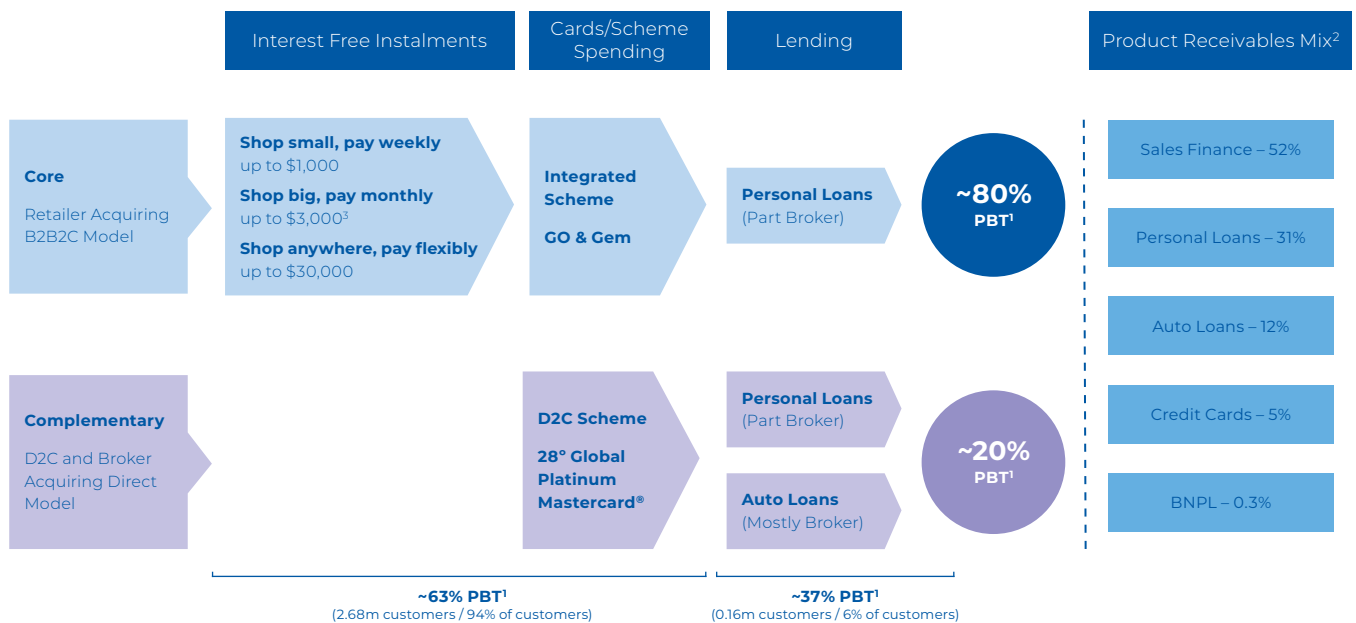 Interest Free Instalments
Cards/Scheme
Spending
Lending
Product Receivables Mix²
Core
Retailer Acquiring
B2B2C Model
Shop small, pay weekly
up to $1,000
Shop big, pay monthly
up to $3,000³
Shop anywhere, pay flexibly
up to $30,000
Integrated
Scheme
GO & Gem
Personal Loans
(Part Broker)
~80%
PBT¹
Complementary
D2C and Broker
Acquiring Direct
Model
D2C Scheme
28º Global
Platinum
Mastercard®
Personal Loans
(Part Broker)
Auto Loans
(Mostly Broker)
~20%
PBT¹
Sales Finance – 52%
Personal Loans – 31%
Auto Loans – 12%
Credit Cards – 5%
BNPL – 0.3%
~63% PBT¹
(2.68m customers / 94% of customers)
~37% PBT¹
(0.16m customers / 6% of customers)